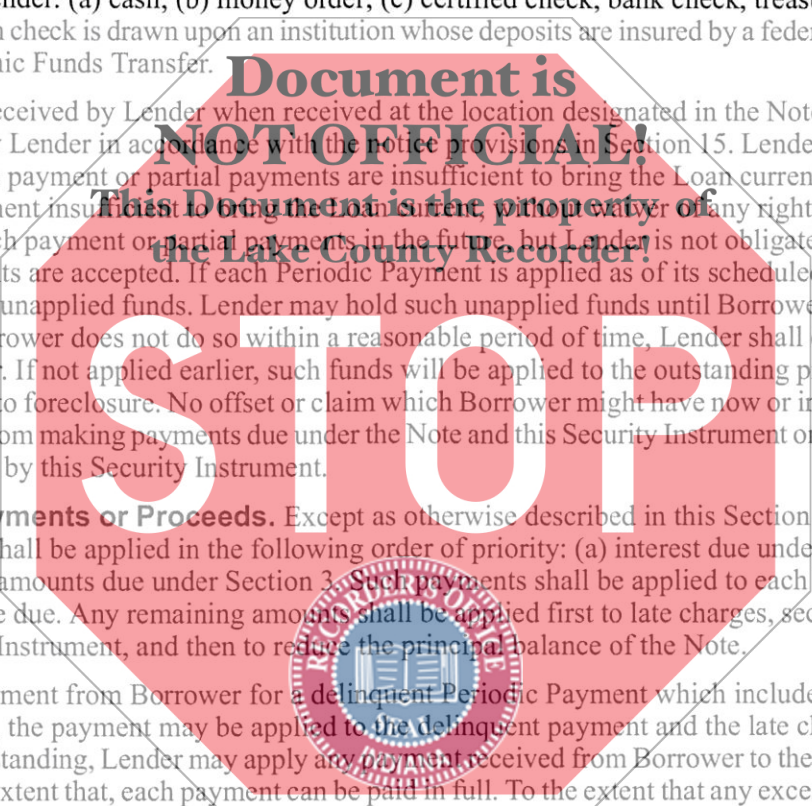 nder: (a) cash; (b) money order; (c) certified check, bank check, treas
check is drawn upon an institution whose deposits are insured by a fede
nic Funds Transfer.
Document is
NOT OFFICIAL!
This Document is the property of
the Lake County Recorder!
eceived by Lender when received at the location designated in the Not
Lender in accordance with the notice provisions in Section 15. Lende
payment or partial payments are insufficient to bring the Loan curren
ment insufficient to bring the Loan current, without waiver of any right
ch payment or partial payments in the future, but Lender is not obligate
ts are accepted. If each Periodic Payment is applied as of its schedule
unapplied funds. Lender may hold such unapplied funds until Borrowe
rower does not do so within a reasonable period of time, Lender shall
. If not applied earlier, such funds will be applied to the outstanding p
to foreclosure. No offset or claim which Borrower might have now or in
om making payments due under the Note and this Security Instrument o
by this Security Instrument.
STOP
yments or Proceeds. Except as otherwise described in this Section
hall be applied in the following order of priority: (a) interest due unde
amounts due under Section 3. Such payments shall be applied to each
e due. Any remaining amounts shall be applied first to late charges, sec
Instrument, and then to reduce the principal balance of the Note.
RECORDER'S OFFICE
SEAL
INDIANA
ment from Borrower for a delinquent Periodic Payment which include
the payment may be applied to the delinquent payment and the late c
tanding, Lender may apply any payment received from Borrower to the
xtent that, each payment can be paid in full. To the extent that any exce